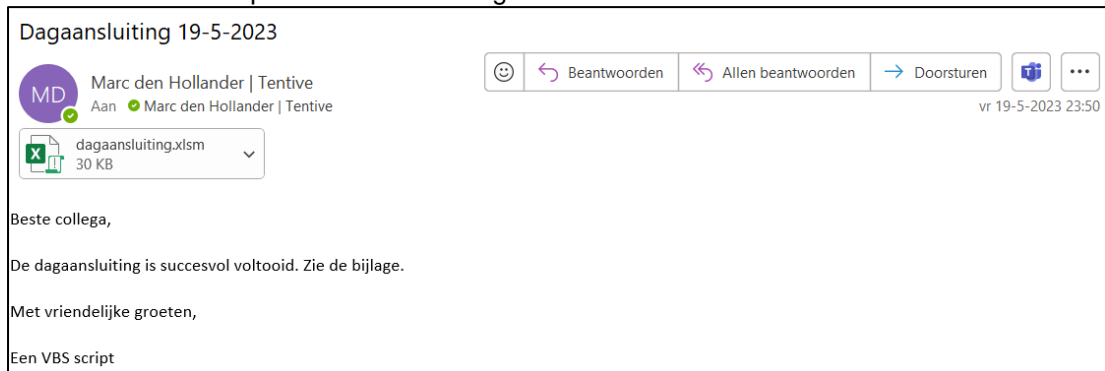 Dagaansluiting 19-5-2023
MD
Marc den Hollander | Tentive
Aan Marc den Hollander | Tentive
Beantwoorden Allen beantwoorden Doorsturen
vr 19-5-2023 23:50
dagaansluiting.xlsm
30 KB
Beste collega,
De dagaansluiting is succesvol voltooid. Zie de bijlage.
Met vriendelijke groeten,
Een VBS script